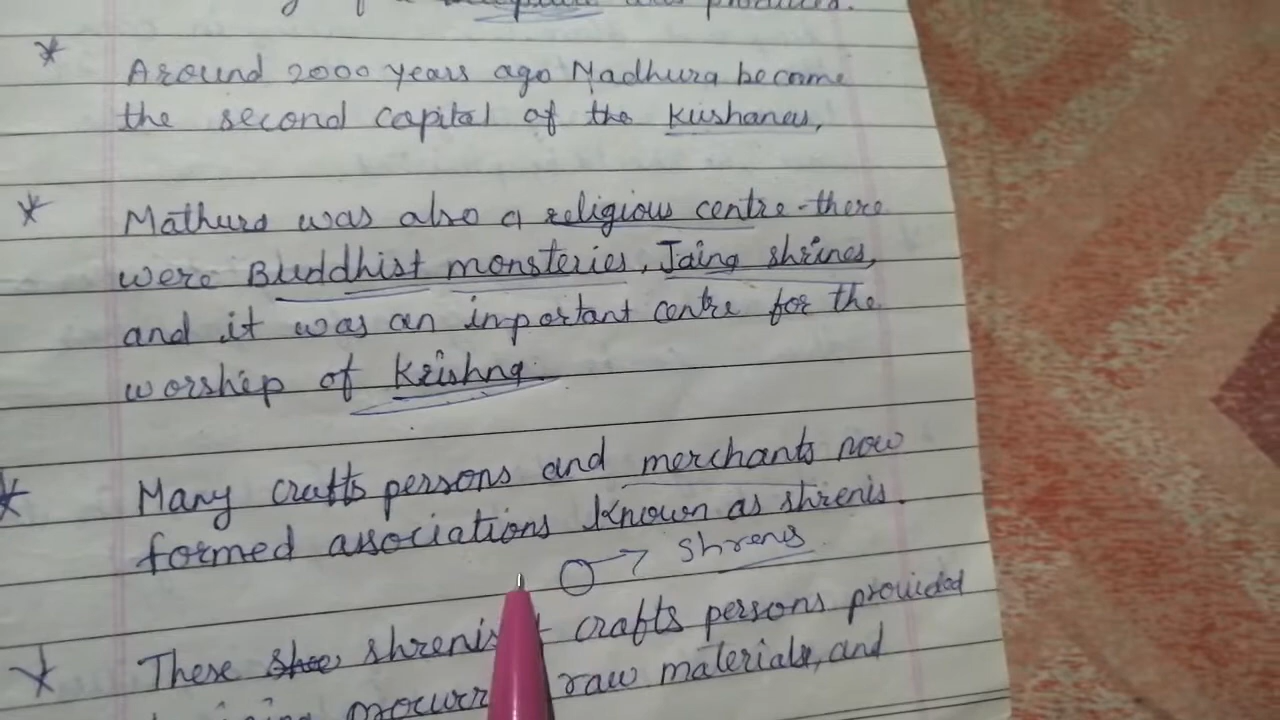 Around 2000 years ago Madhura become
the second capital of the Kushanas,
* Mathura was also a religious centre-there
were Buddhist monsteries, Jaina shrines,
and it was an important centre for the
worship of Krishna.
* Many crafts persons and merchants now
formed associations known as shrenis.
shrenis
* These shrenis crafts persons provided
raw materials, and